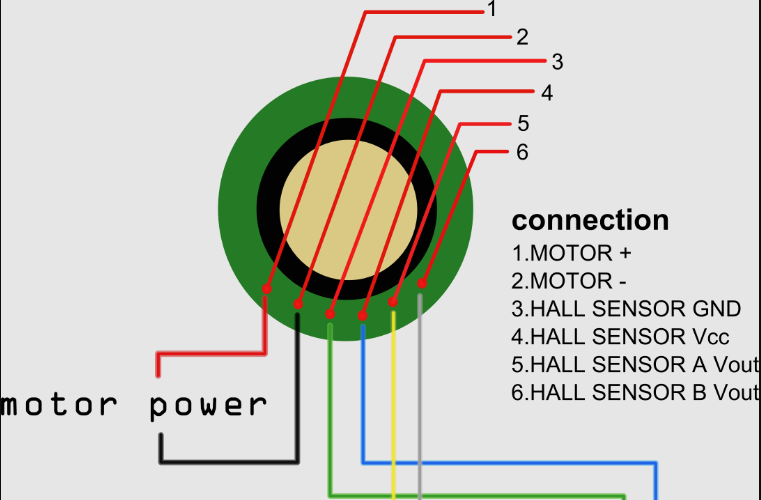 1
2
3
4
5
6
connection
1.MOTOR +
2.MOTOR -
3.HALL SENSOR GND
4.HALL SENSOR Vcc
5.HALL SENSOR A Vout
6.HALL SENSOR B Vout
motor power